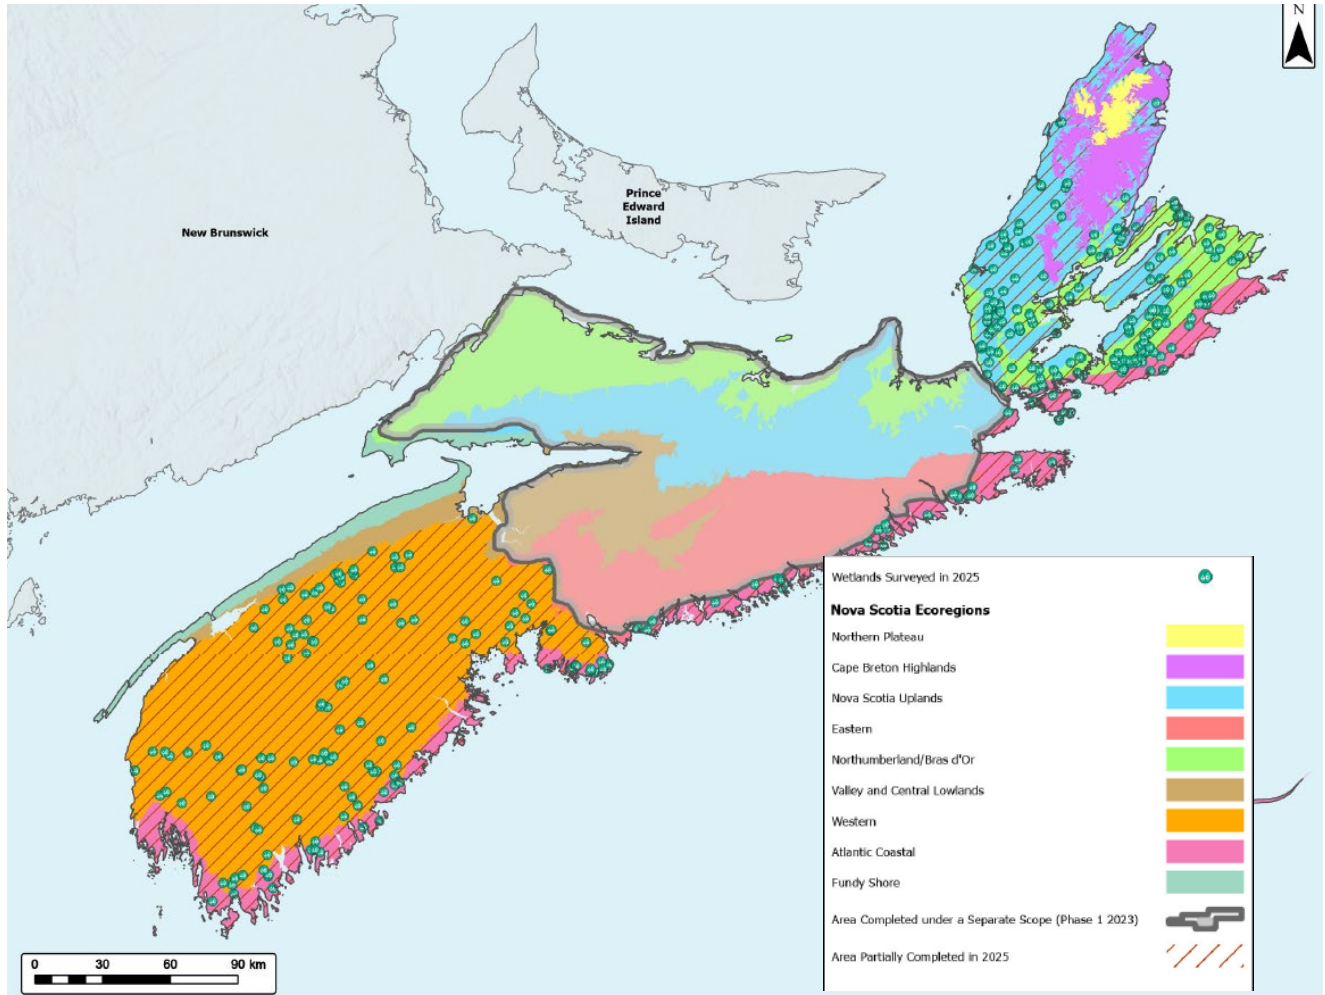 N
Prince
Edward
Island
New Brunswick
Wetlands Surveyed in 2025
Nova Scotia Ecoregions
Northern Plateau
Cape Breton Highlands
Nova Scotia Uplands
Eastern
Northumberland/Bras d'Or
Valley and Central Lowlands
Western
Atlantic Coastal
Fundy Shore
Area Completed under a Separate Scope (Phase 1 2023)
Area Partially Completed in 2025
0 30 60 90 km